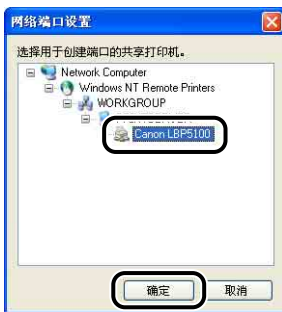 网络端口设置
选择用于创建端口的共享打印机。
Network Computer
Windows NT Remote Printers
WORKGROUP
Canon LBP5100
确定
取消